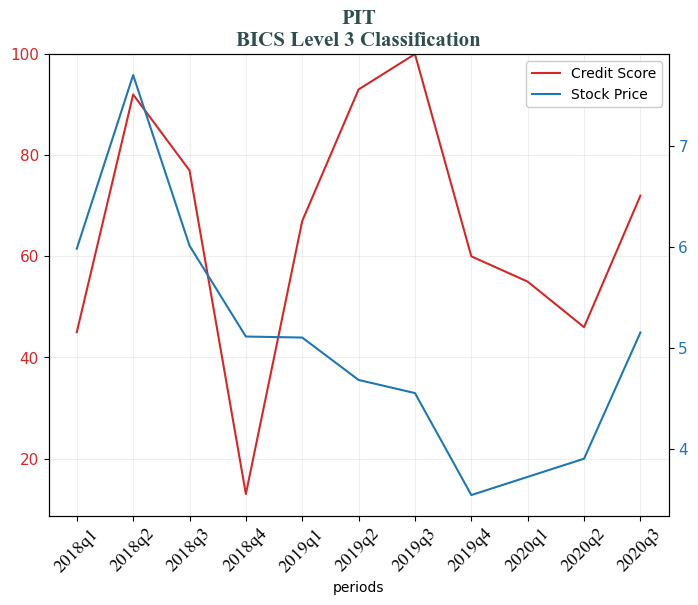 PIT
BICS Level 3 Classification
Credit Score
Stock Price
100
80
60
40
20
7
6
5
4
2018q1
2018q2
2018q3
2018q4
2019q1
2019q2
2019q3
2019q4
2020q1
2020q2
2020q3
periods